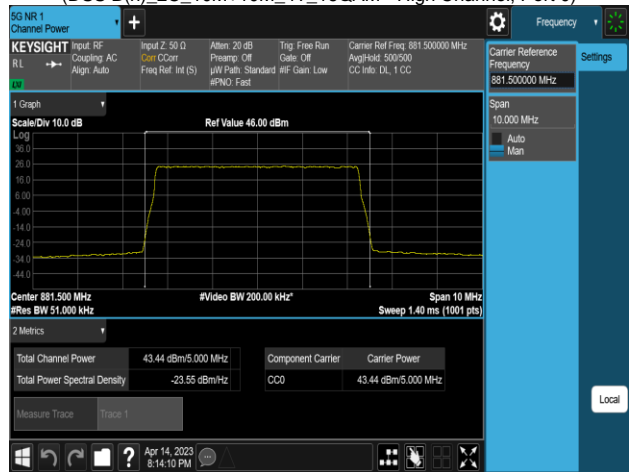 5G NR 1
Channel Power
+
Frequency
KEYSIGHT
RL
Input: RF
Coupling: AC
Align: Auto
Input Z: 50 Ω
Corr CCorr
Freq Ref: Int (S)
Atten: 20 dB
Preamp: Off
µW Path: Standard
#PNO: Fast
Trig: Free Run
Gate: Off
#IF Gain: Low
Carrier Ref Freq: 881.500000 MHz
Avg|Hold: 500/500
CC Info: DL, 1 CC
Carrier Reference
Frequency
881.500000 MHz
Settings
Span
10.000 MHz
Auto
Man
1 Graph
Scale/Div 10.0 dB
Ref Value 46.00 dBm
Log
36.0
26.0
16.0
6.00
-4.00
-14.0
-24.0
-34.0
-44.0
Center 881.500 MHz
#Video BW 200.00 kHz*
Span 10 MHz
#Res BW 51.000 kHz
Sweep 1.40 ms (1001 pts)
2 Metrics
Total Channel Power 43.44 dBm/5.000 MHz
Total Power Spectral Density -23.55 dBm/Hz
Component Carrier Carrier Power
CC0 43.44 dBm/5.000 MHz
Measure Trace Trace 1
Local
?
Apr 14, 2023
8:14:10 PM